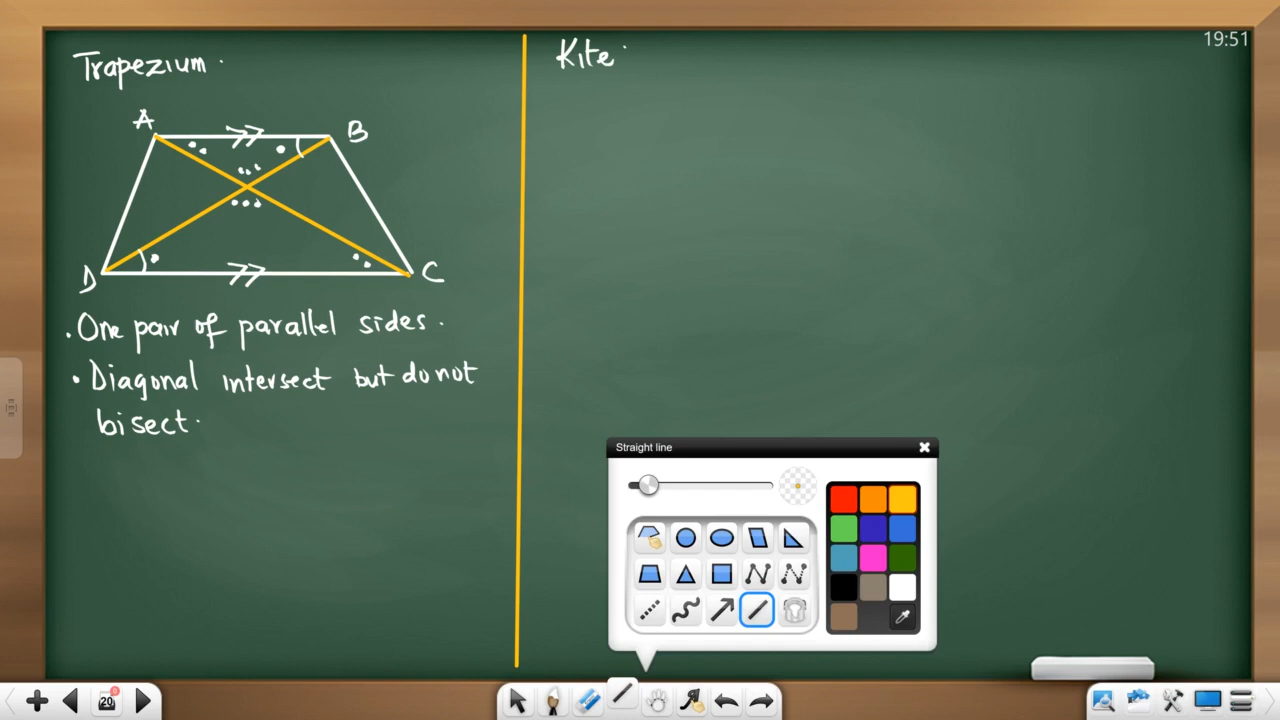 Trapezium.
Kite
19:51
A
B
D
C
. One pair of parallel sides.
• Diagonal intersect but do not
bisect.
Straight line
20